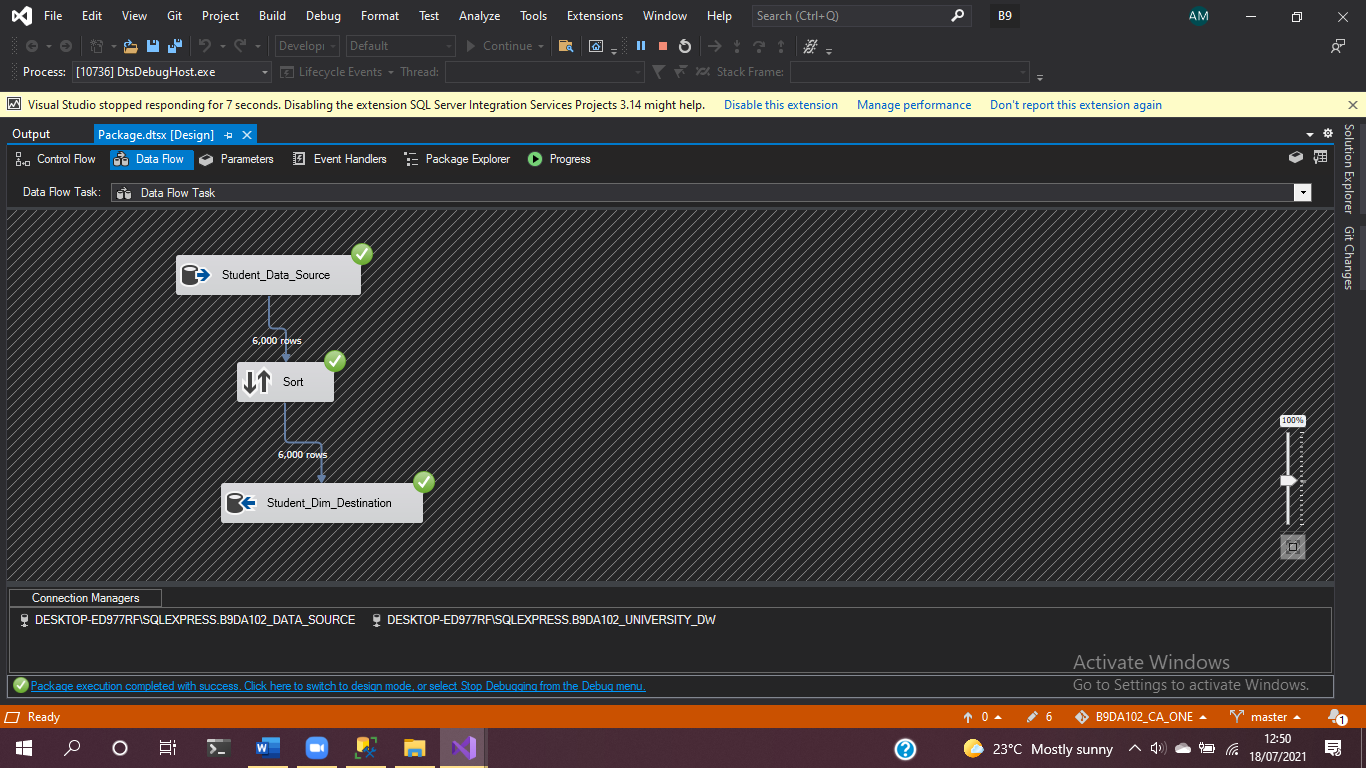 File Edit View Git Project Build Debug Format Test Analyze Tools Extensions Window Help Search (Ctrl+Q) B9 AM
Develop Default Continue
Process: [10736] DtsDebugHost.exe Lifecycle Events Thread: Stack Frame:
Visual Studio stopped responding for 7 seconds. Disabling the extension SQL Server Integration Services Projects 3.14 might help. Disable this extension Manage performance Don't report this extension again
Output Package.dtsx [Design]
Control Flow Data Flow Parameters Event Handlers Package Explorer Progress
Data Flow Task: Data Flow Task
Solution Explorer
Git Changes
Student_Data_Source
6,000 rows
Sort
6,000 rows
Student_Dim_Destination
100%
Connection Managers
DESKTOP-ED977RF\SQLEXPRESS.B9DA102_DATA_SOURCE DESKTOP-ED977RF\SQLEXPRESS.B9DA102_UNIVERSITY_DW
Activate Windows
Go to Settings to activate Windows.
Package execution completed with success. Click here to switch to design mode, or select Stop Debugging from the Debug menu.
Ready 0 6 B9DA102_CA_ONE master 1
23°C Mostly sunny 12:50
18/07/2021